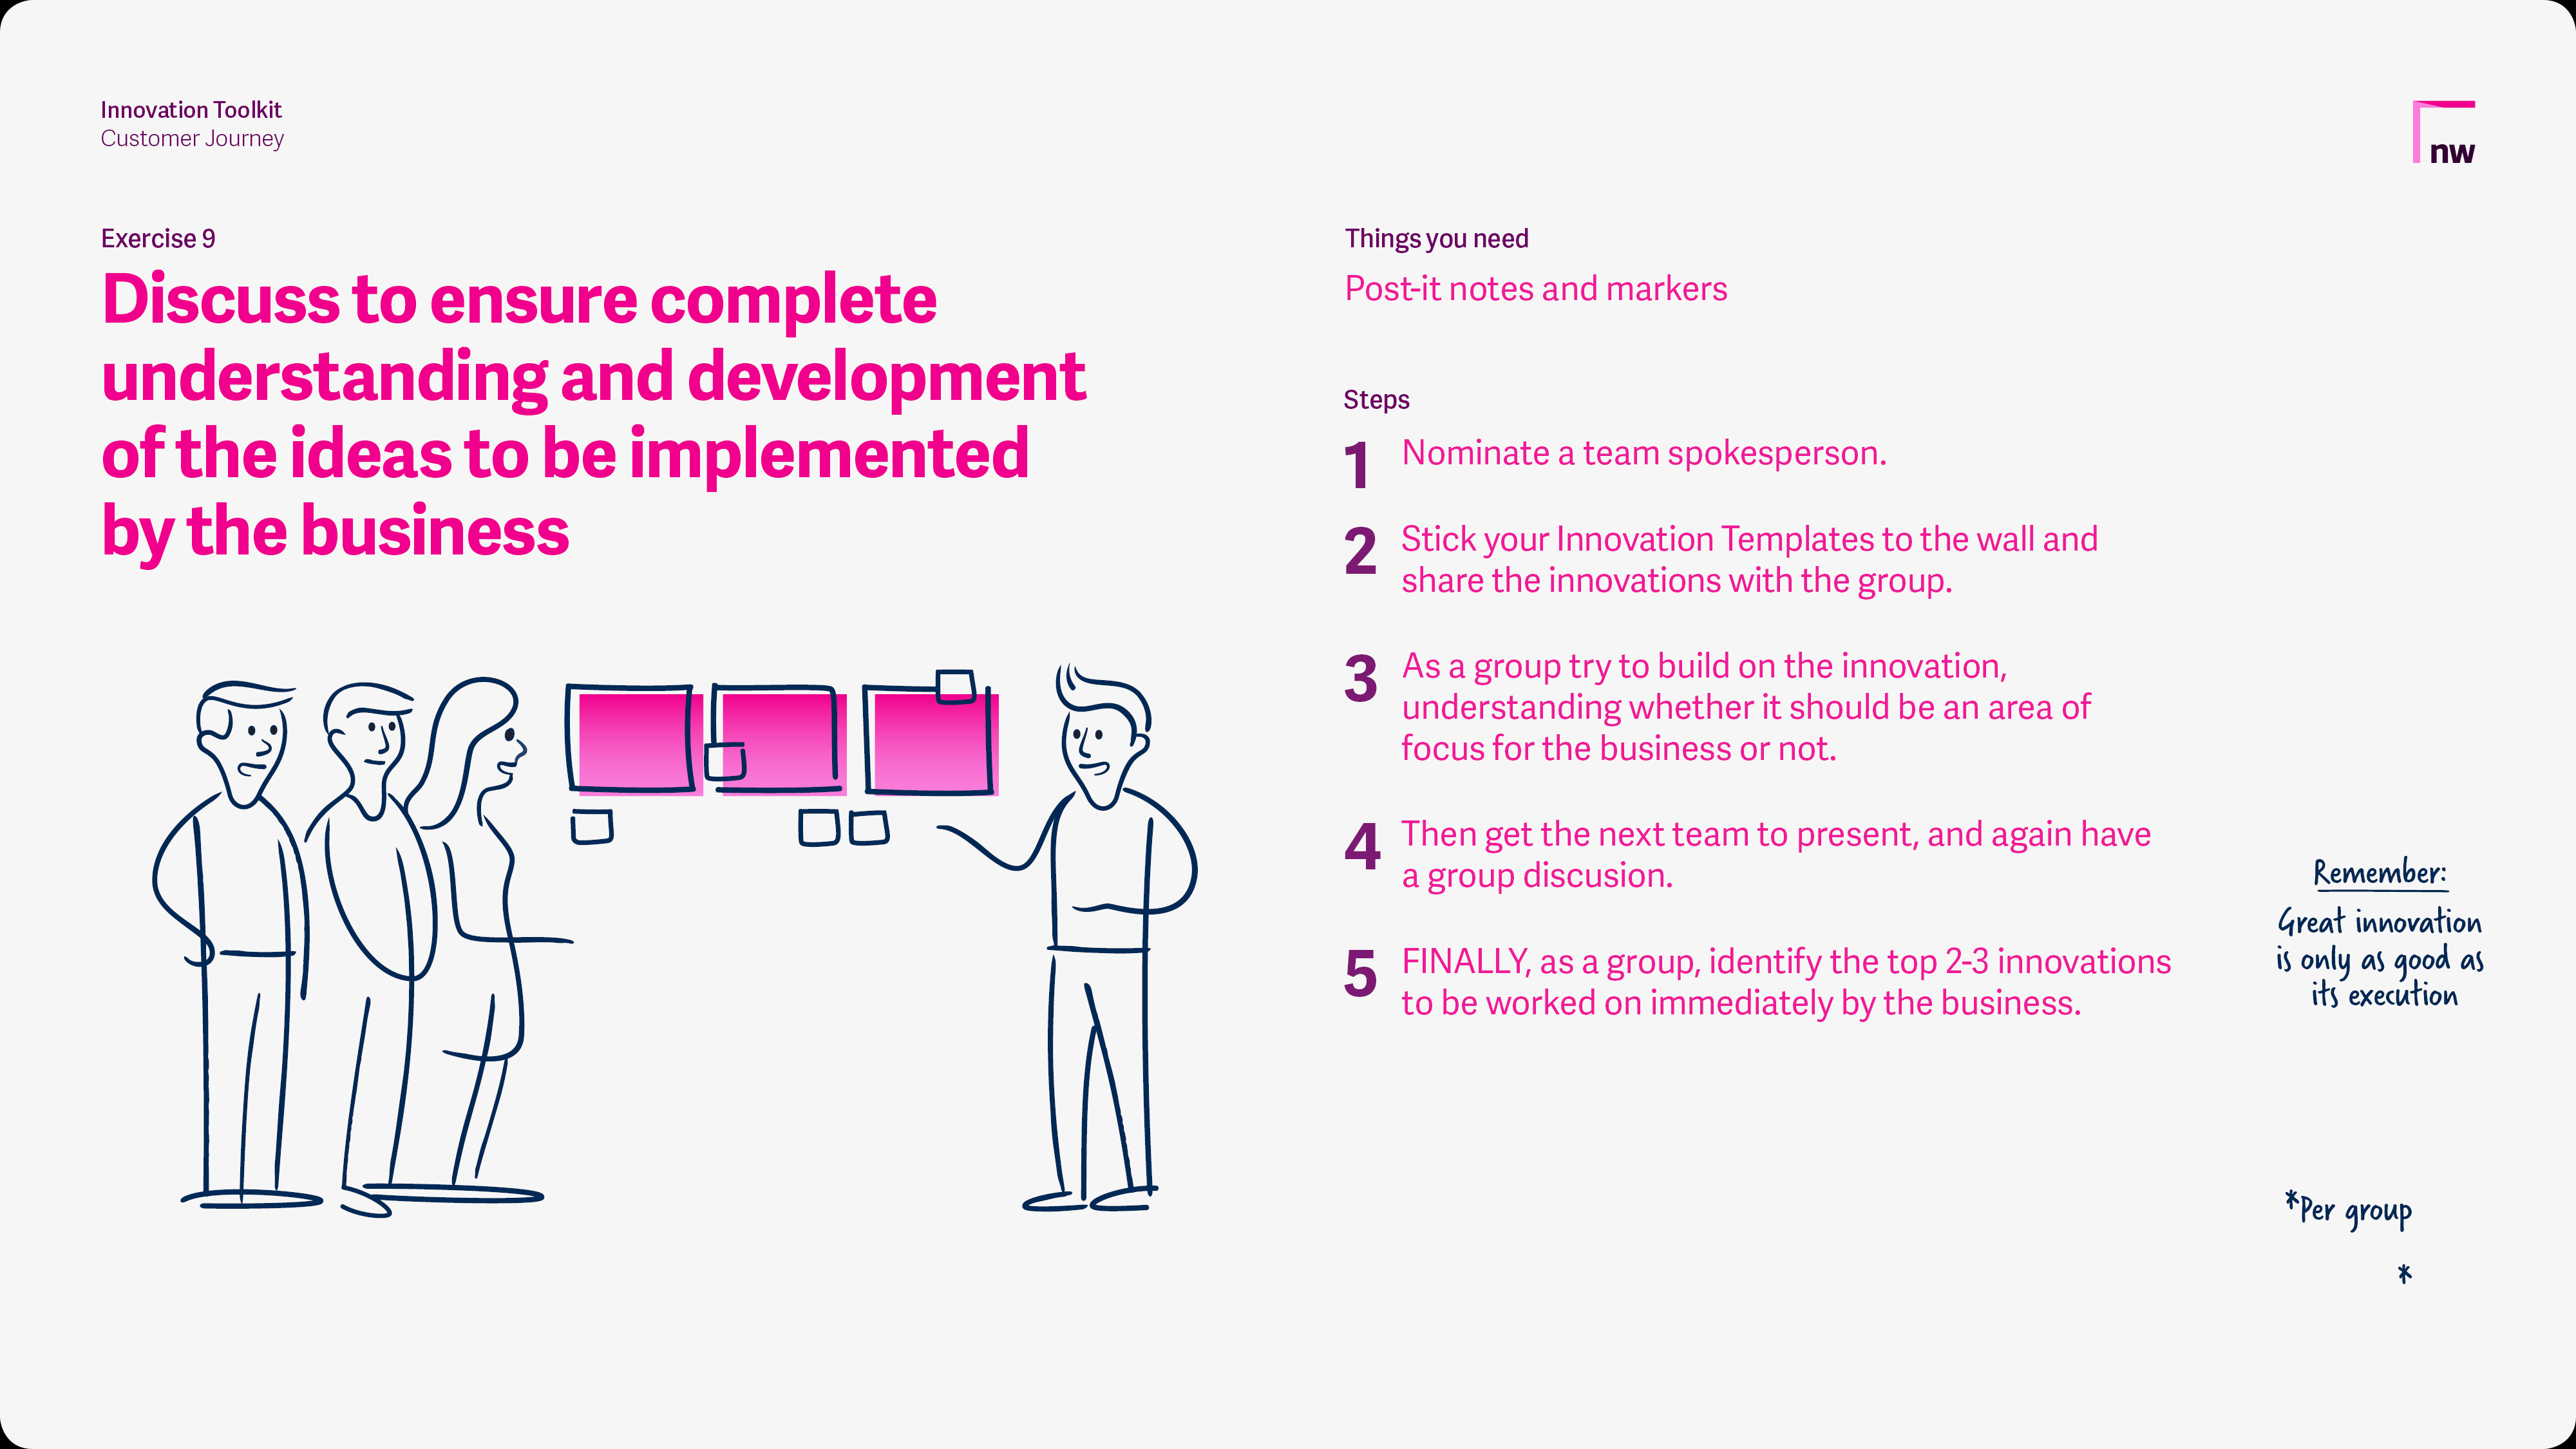 Innovation Toolkit
Customer Journey
nw
Exercise 9
Discuss to ensure complete
understanding and development
of the ideas to be implemented
by the business
Things you need
Post-it notes and markers
Steps
1 Nominate a team spokesperson.
2 Stick your Innovation Templates to the wall and
share the innovations with the group.
3 As a group try to build on the innovation,
understanding whether it should be an area of
focus for the business or not.
4 Then get the next team to present, and again have
a group discusion.
5 FINALLY, as a group, identify the top 2-3 innovations
to be worked on immediately by the business.
Remember:
Great innovation
is only as good as
its execution
*Per group
*